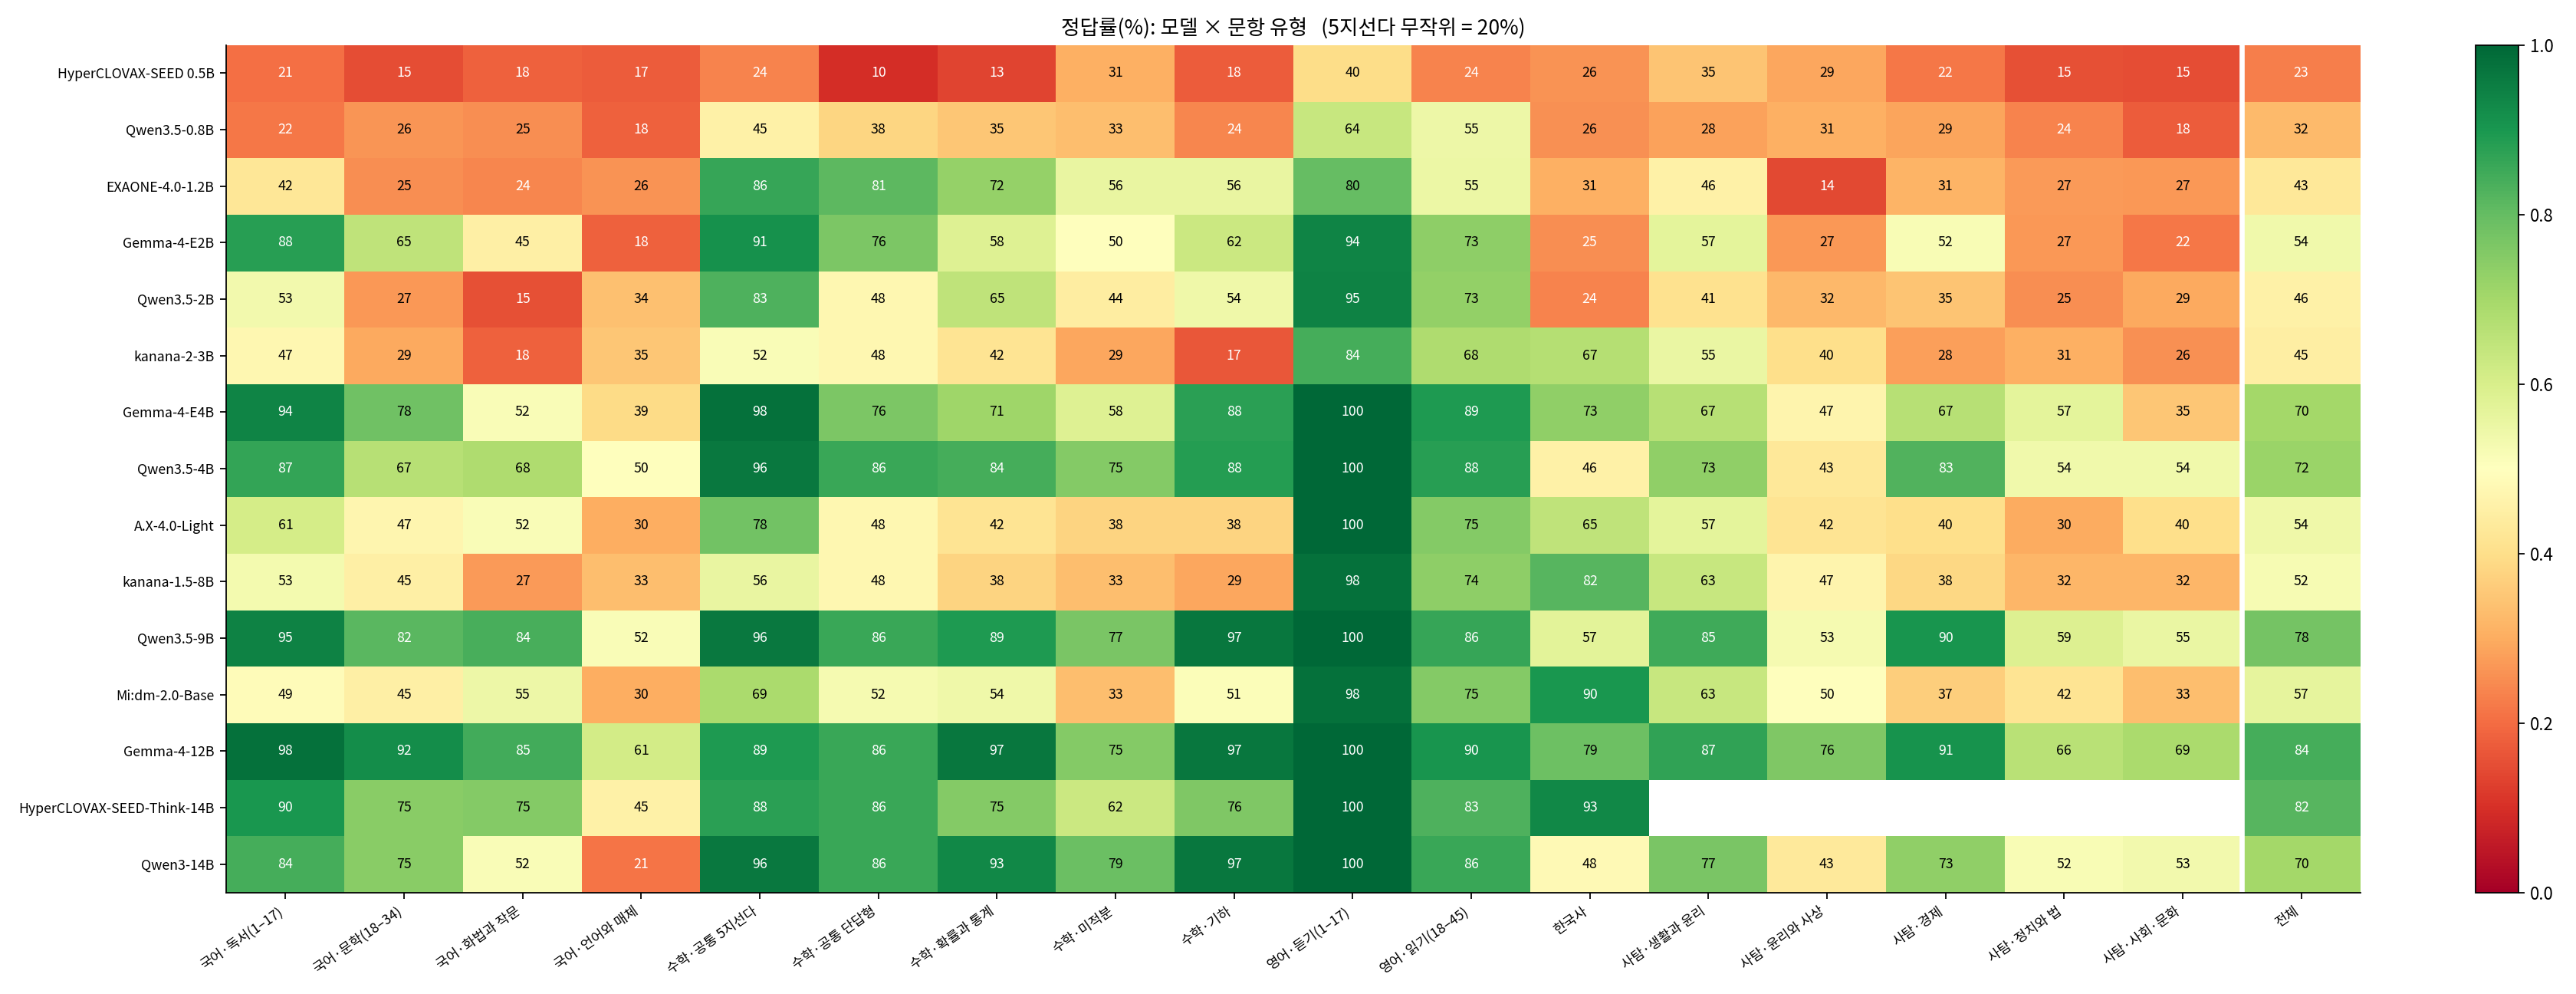 정답률(%): 모델 × 문항 유형 (5지선다 무작위 = 20%)
HyperCLOVAX-SEED 0.5B 21 15 18 17 24 10 13 31 18 40 24 26 35 29 22 15 15 23
Qwen3.5-0.8B 22 26 25 18 45 38 35 33 24 64 55 26 28 31 29 24 18 32
EXAONE-4.0-1.2B 42 25 24 26 86 81 72 56 56 80 55 31 46 14 31 27 27 43
Gemma-4-E2B 88 65 45 18 91 76 58 50 62 94 73 25 57 27 52 27 22 54
Qwen3.5-2B 53 27 15 34 83 48 65 44 54 95 73 24 41 32 35 25 29 46
kanana-2-3B 47 29 18 35 52 48 42 29 17 84 68 67 55 40 28 31 26 45
Gemma-4-E4B 94 78 52 39 98 76 71 58 88 100 89 73 67 47 67 57 35 70
Qwen3.5-4B 87 67 68 50 96 86 84 75 88 100 88 46 73 43 83 54 54 72
A.X-4.0-Light 61 47 52 30 78 48 42 38 38 100 75 65 57 42 40 30 40 54
kanana-1.5-8B 53 45 27 33 56 48 38 33 29 98 74 82 63 47 38 32 32 52
Qwen3.5-9B 95 82 84 52 96 86 89 77 97 100 86 57 85 53 90 59 55 78
Mi:dm-2.0-Base 49 45 55 30 69 52 54 33 51 98 75 90 63 50 37 42 33 57
Gemma-4-12B 98 92 85 61 89 86 97 75 97 100 90 79 87 76 91 66 69 84
HyperCLOVAX-SEED-Think-14B 90 75 75 45 88 86 75 62 76 100 83 93 82
Qwen3-14B 84 75 52 21 96 86 93 79 97 100 86 48 77 43 73 52 53 70
국어·독서(1–17)
국어·문학(18–34)
국어·화법과 작문
국어·언어와 매체
수학·공통 5지선다
수학·공통 단답형
수학·확률과 통계
수학·미적분
수학·기하
영어·듣기(1–17)
영어·읽기(18–45)
한국사
사탐·생활과 윤리
사탐·윤리와 사상
사탐·경제
사탐·정치와 법
사탐·사회·문화
전체
1.0
0.8
0.6
0.4
0.2
0.0